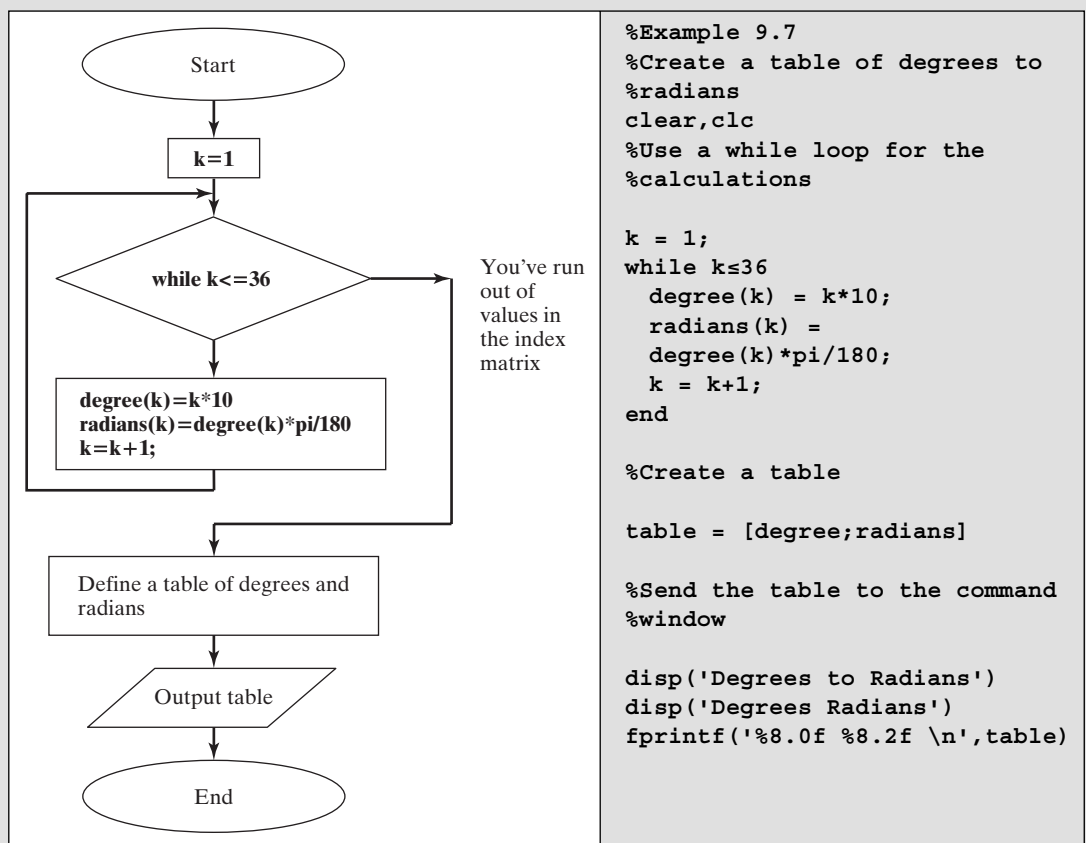 Start
k=1
while k<=36
You've run
out of
values in
the index
matrix
degree(k)=k*10
radians(k)=degree(k)*pi/180
k=k+1;
Define a table of degrees and
radians
Output table
End
%Example 9.7
%Create a table of degrees to
%radians
clear,clc
%Use a while loop for the
%calculations
k = 1;
while k≤36
degree(k) = k*10;
radians(k) =
degree(k)*pi/180;
k = k+1;
end
%Create a table
table = [degree;radians]
%Send the table to the command
%window
disp('Degrees to Radians')
disp('Degrees Radians')
fprintf('%8.0f %8.2f \n',table)